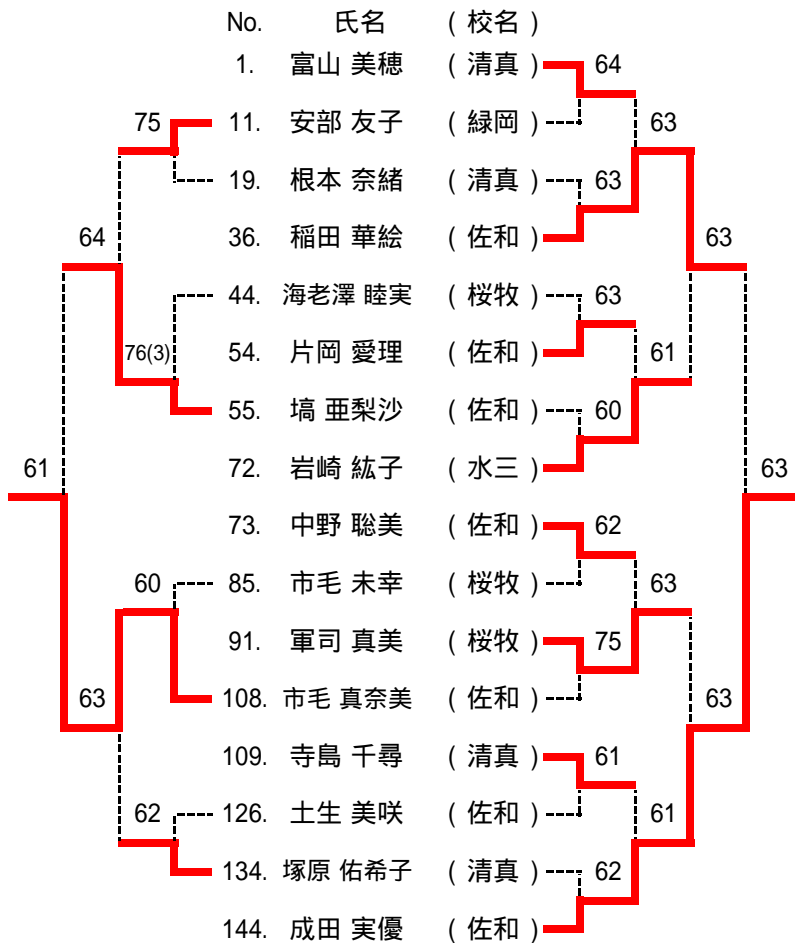 No. 氏名 ( 校名 )
1. 富山 美穂 ( 清真 ) 64
75 11. 安部 友子 ( 緑岡 ) 63
19. 根本 奈緒 ( 清真 ) 63
64 36. 稲田 華絵 ( 佐和 ) 63
44. 海老澤 睦実 ( 桜牧 ) 63
76(3) 54. 片岡 愛理 ( 佐和 ) 61
55. 塙 亜梨沙 ( 佐和 ) 60
61 72. 岩崎 紘子 ( 水三 ) 63
73. 中野 聡美 ( 佐和 ) 62
60 85. 市毛 未幸 ( 桜牧 ) 63
91. 軍司 真美 ( 桜牧 ) 75
63 108. 市毛 真奈美 ( 佐和 ) 63
109. 寺島 千尋 ( 清真 ) 61
62 126. 土生 美咲 ( 佐和 ) 61
134. 塚原 佑希子 ( 清真 ) 62
144. 成田 実優 ( 佐和 )